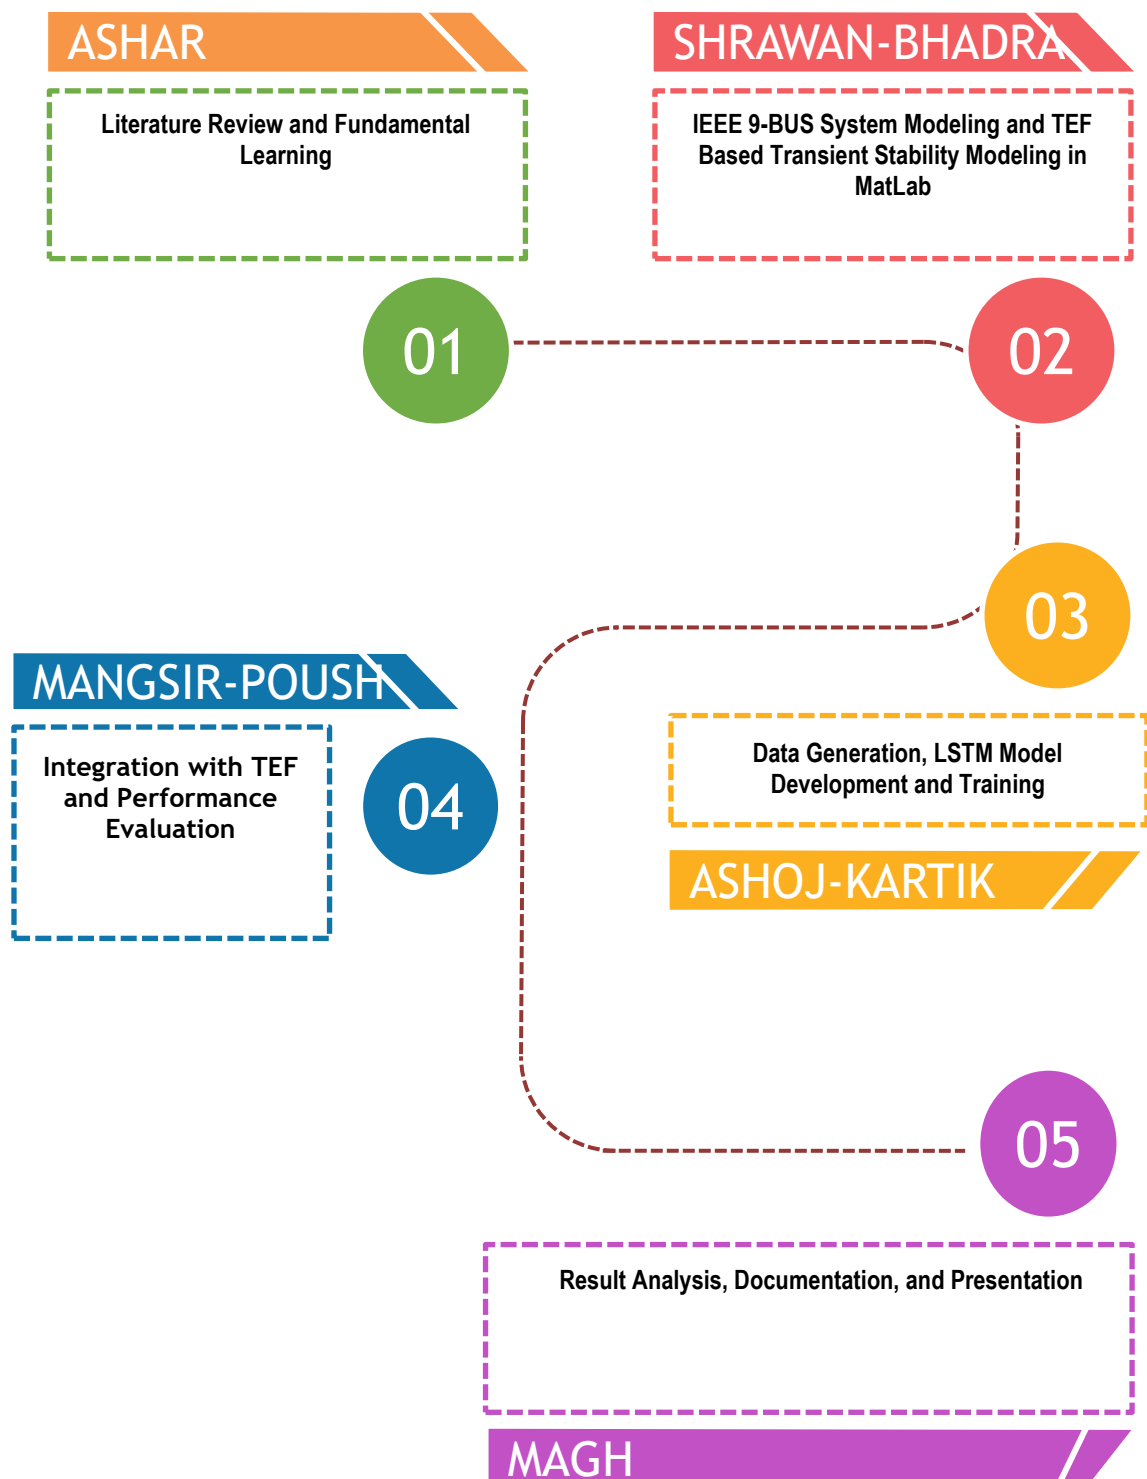 ASHAR
Literature Review and Fundamental
Learning
01
SHRAWAN-BHADRA
IEEE 9-BUS System Modeling and TEF
Based Transient Stability Modeling in
MatLab
02
03
Data Generation, LSTM Model
Development and Training
ASHOJ-KARTIK
MANGSIR-POUSH
Integration with TEF
and Performance
Evaluation
04
05
Result Analysis, Documentation, and Presentation
MAGH